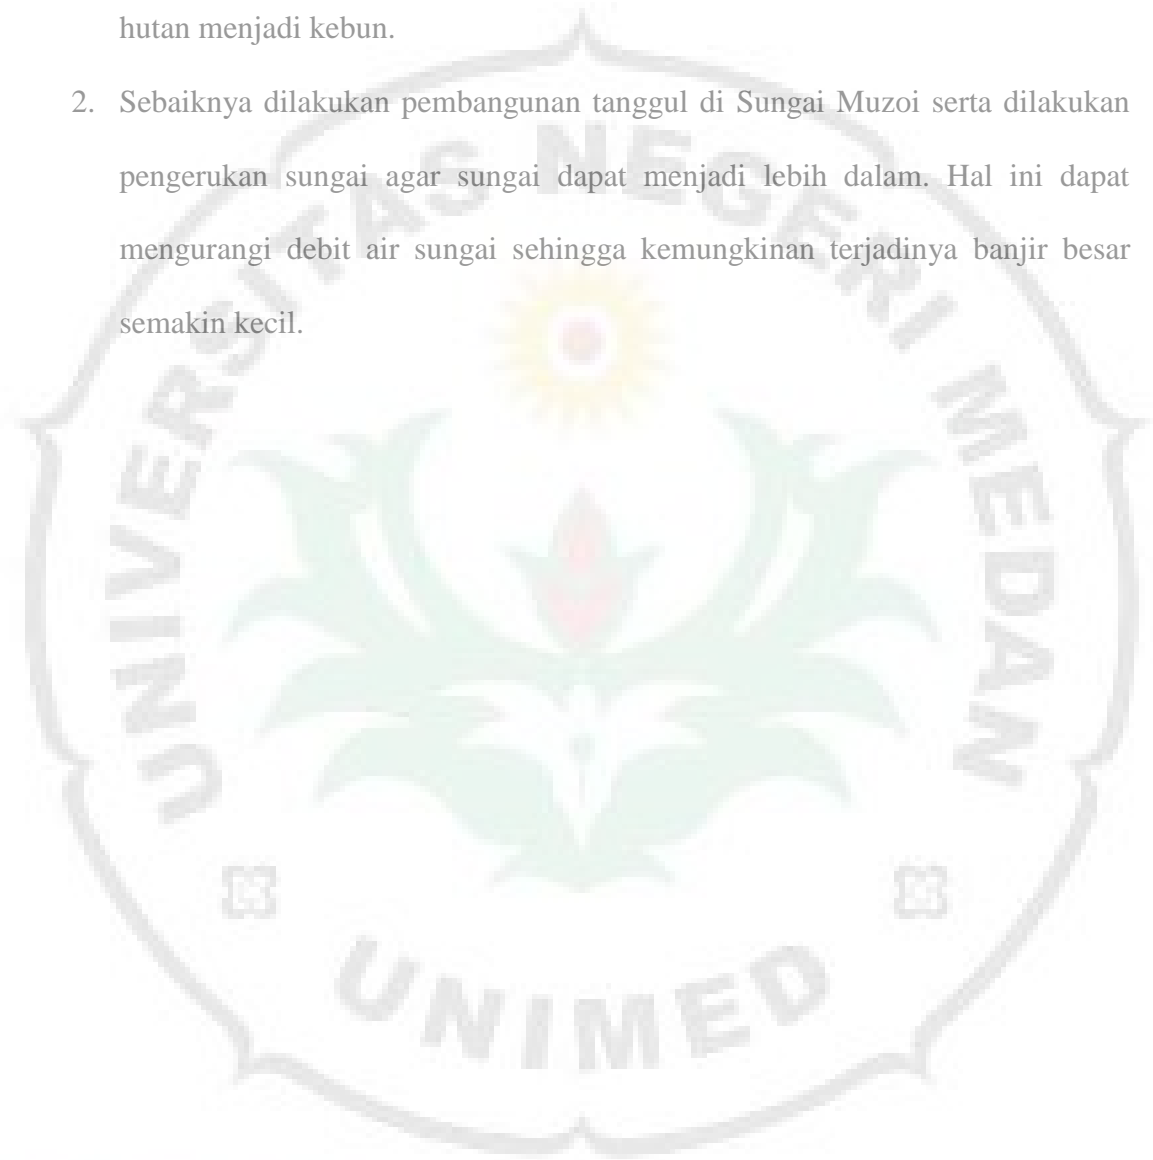 hutan menjadi kebun.
2. Sebaiknya dilakukan pembangunan tanggul di Sungai Muzoi serta dilakukan
pengerukan sungai agar sungai dapat menjadi lebih dalam. Hal ini dapat
mengurangi debit air sungai sehingga kemungkinan terjadinya banjir besar
semakin kecil.
UNIVERSITAS NEGERI MEDAN
UNIMED